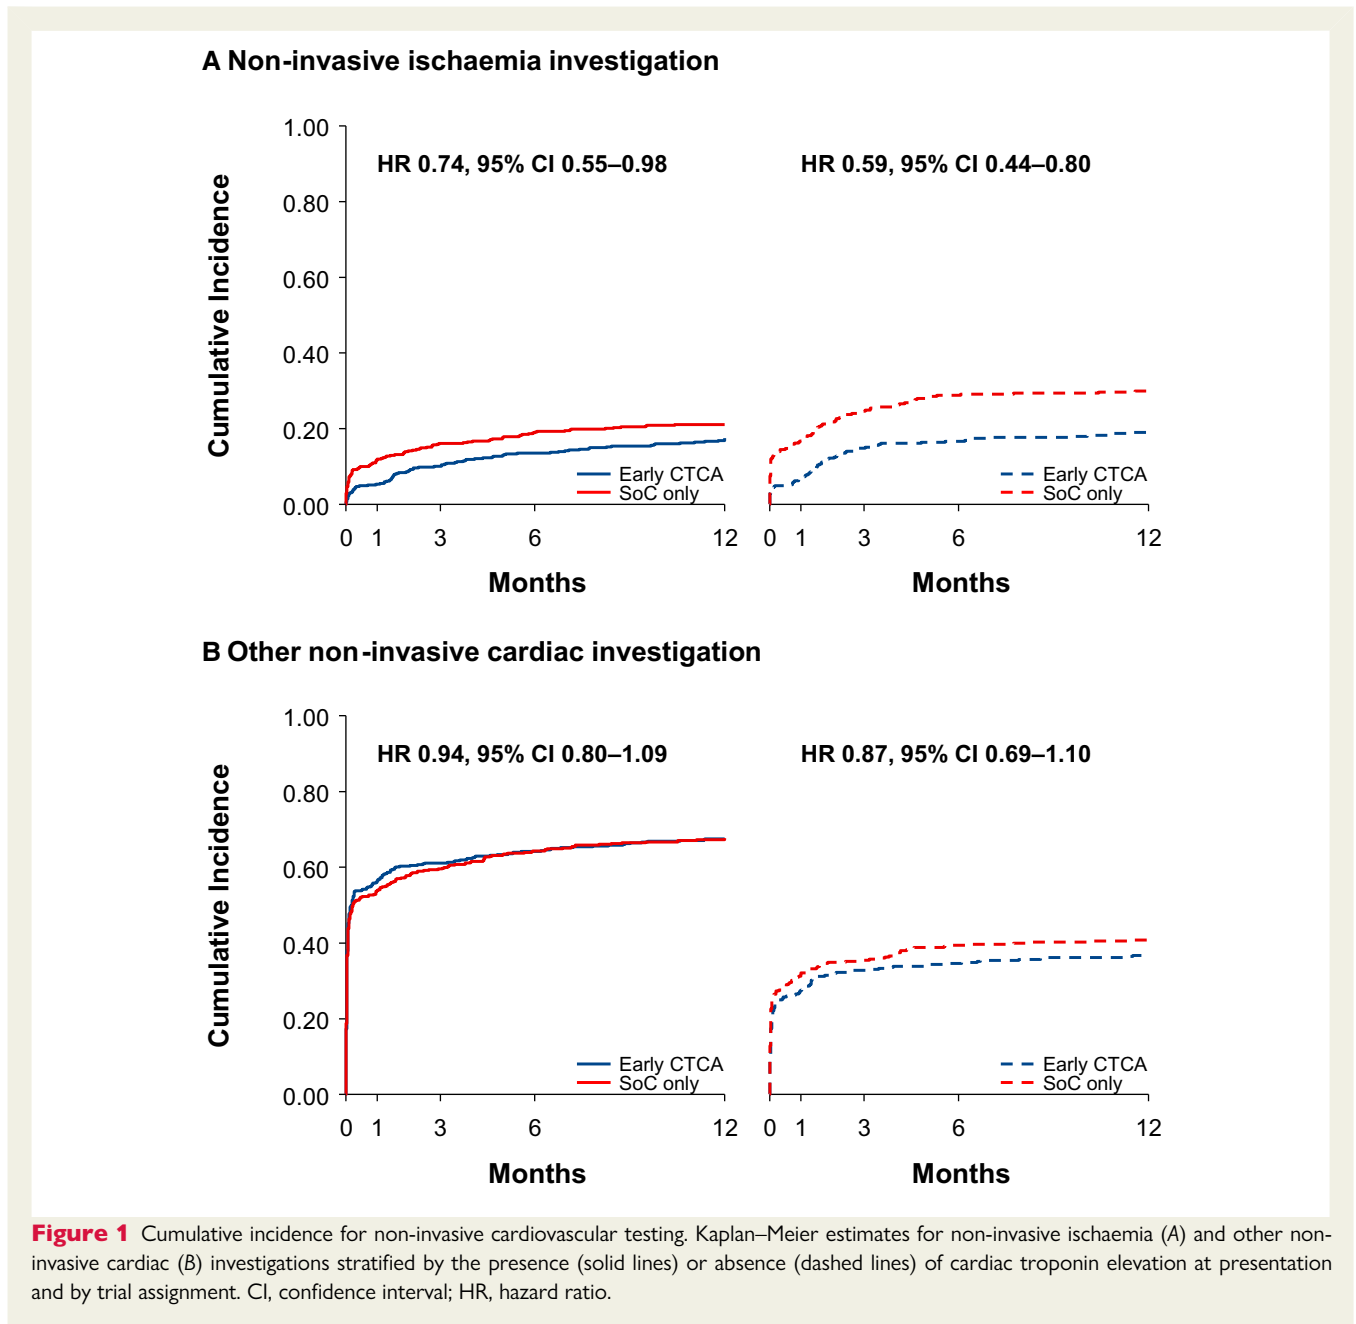 A Non-invasive ischaemia investigation
HR 0.74, 95% CI 0.55–0.98
HR 0.59, 95% CI 0.44–0.80
Cumulative Incidence
1.00
0.80
0.60
0.40
0.20
0.00
Early CTCA
SoC only
Early CTCA
SoC only
0 1 3 6 12
0 1 3 6 12
Months
Months
B Other non-invasive cardiac investigation
HR 0.94, 95% CI 0.80–1.09
HR 0.87, 95% CI 0.69–1.10
Cumulative Incidence
1.00
0.80
0.60
0.40
0.20
0.00
Early CTCA
SoC only
Early CTCA
SoC only
0 1 3 6 12
0 1 3 6 12
Months
Months
Figure 1 Cumulative incidence for non-invasive cardiovascular testing. Kaplan–Meier estimates for non-invasive ischaemia (A) and other non-
invasive cardiac (B) investigations stratified by the presence (solid lines) or absence (dashed lines) of cardiac troponin elevation at presentation
and by trial assignment. CI, confidence interval; HR, hazard ratio.